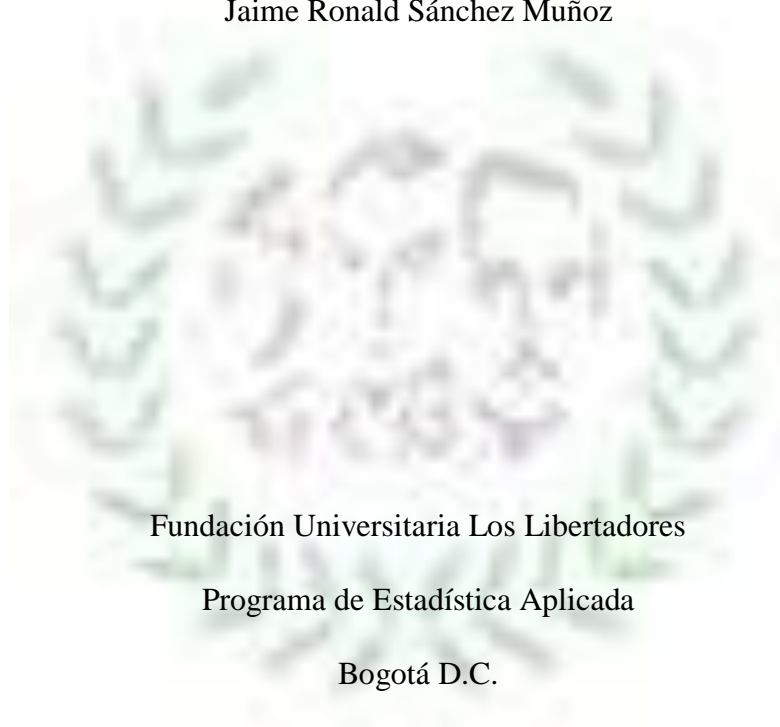 Jaime Ronald Sánchez Muñoz
Fundación Universitaria Los Libertadores
Programa de Estadística Aplicada
Bogotá D.C.